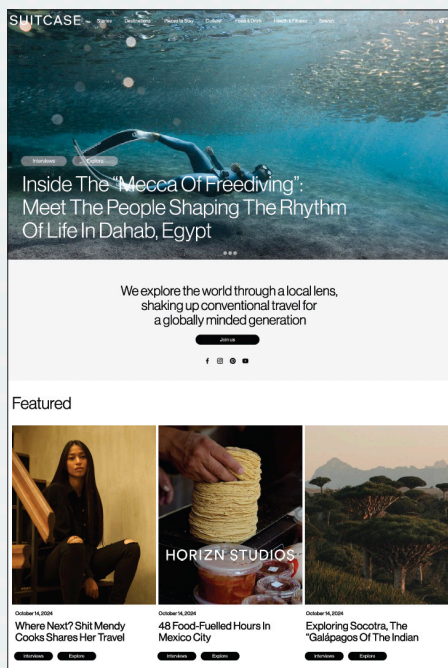 SUITCASE
Stories Destinations Places to Stay Culture Food & Drink Health & Fitness Search
Interviews Explore
Inside The “Mecca Of Freediving”:
Meet The People Shaping The Rhythm
Of Life In Dahab, Egypt
We explore the world through a local lens,
shaking up conventional travel for
a globally minded generation
Join us
Featured
HORIZN STUDIOS
October 14, 2024
Where Next? Shit Mendy
Cooks Shares Her Travel
Interviews Explore
October 14, 2024
48 Food-Fuelled Hours In
Mexico City
Interviews Explore
October 14, 2024
Exploring Socotra, The
“Galápagos Of The Indian
Interviews Explore